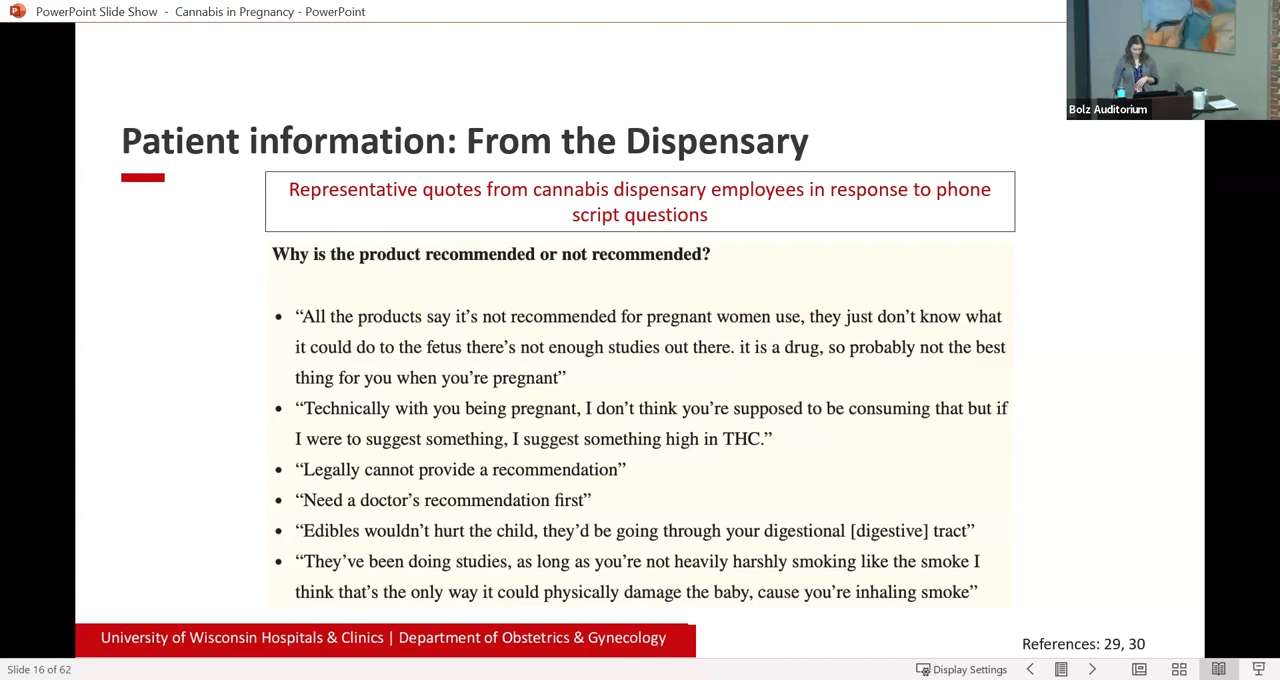 PowerPoint Slide Show - Cannabis in Pregnancy - PowerPoint
Bolz Auditorium
Patient information: From the Dispensary
Representative quotes from cannabis dispensary employees in response to phone
script questions
Why is the product recommended or not recommended?
• “All the products say it’s not recommended for pregnant women use, they just don’t know what
it could do to the fetus there’s not enough studies out there. it is a drug, so probably not the best
thing for you when you’re pregnant”
• “Technically with you being pregnant, I don’t think you’re supposed to be consuming that but if
I were to suggest something, I suggest something high in THC.”
• “Legally cannot provide a recommendation”
• “Need a doctor’s recommendation first”
• “Edibles wouldn’t hurt the child, they’d be going through your digestional [digestive] tract”
• “They’ve been doing studies, as long as you’re not heavily harshly smoking like the smoke I
think that’s the only way it could physically damage the baby, cause you’re inhaling smoke”
University of Wisconsin Hospitals & Clinics | Department of Obstetrics & Gynecology
References: 29, 30
Slide 16 of 62
Display Settings